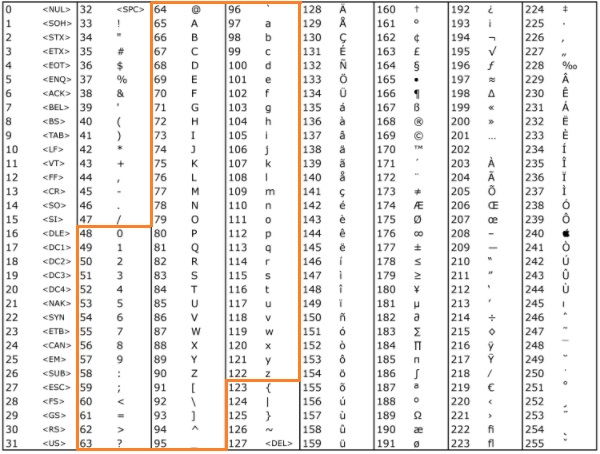 0 <NUL> 32 <SPC> 64 @ 96 ` 128 Ä 160 † 192 ¿ 224 ‡
1 <SOH> 33 ! 65 A 97 a 129 Å 161 ° 193 ¡ 225 ·
2 <STX> 34 " 66 B 98 b 130 Ç 162 ¢ 194 ¬ 226 ‚
3 <ETX> 35 # 67 C 99 c 131 É 163 £ 195 √ 227 „
4 <EOT> 36 $ 68 D 100 d 132 Ñ 164 § 196 ƒ 228 ‰
5 <ENQ> 37 % 69 E 101 e 133 Ö 165 • 197 ≈ 229 Â
6 <ACK> 38 & 70 F 102 f 134 Ü 166 ¶ 198 ∆ 230 Ê
7 <BEL> 39 ' 71 G 103 g 135 á 167 ß 199 « 231 Á
8 <BS> 40 ( 72 H 104 h 136 à 168 ® 200 » 232 Ë
9 <TAB> 41 ) 73 I 105 i 137 â 169 © 201 … 233 È
10 <LF> 42 * 74 J 106 j 138 ä 170 ™ 202 234 Í
11 <VT> 43 + 75 K 107 k 139 ã 171 ´ 203 À 235 Î
12 <FF> 44 , 76 L 108 l 140 å 172 ¨ 204 Ã 236 Ï
13 <CR> 45 - 77 M 109 m 141 ç 173 ≠ 205 Õ 237 Ì
14 <SO> 46 . 78 N 110 n 142 é 174 Æ 206 Œ 238 Ó
15 <SI> 47 / 79 O 111 o 143 è 175 Ø 207 œ 239 Ô
16 <DLE> 48 0 80 P 112 p 144 ê 176 ∞ 208 – 240
17 <DC1> 49 1 81 Q 113 q 145 ë 177 ± 209 — 241 Ò
18 <DC2> 50 2 82 R 114 r 146 í 178 ≤ 210 “ 242 Ú
19 <DC3> 51 3 83 S 115 s 147 ì 179 ≥ 211 ” 243 Û
20 <DC4> 52 4 84 T 116 t 148 î 180 ¥ 212 ‘ 244 Ù
21 <NAK> 53 5 85 U 117 u 149 ï 181 µ 213 ’ 245 ı
22 <SYN 54 6 86 V 118 v 150 ñ 182 ∂ 214 ÷ 246 ˆ
23 <ETB> 55 7 87 W 119 w 151 ó 183 ∑ 215 ◊ 247 ˜
24 <CAN> 56 8 88 X 120 x 152 ò 184 ∏ 216 ÿ 248 ¯
25 <EM> 57 9 89 Y 121 y 153 ô 185 π 217 Ÿ 249 ˘
26 <SUB> 58 : 90 Z 122 z 154 ö 186 ∫ 218 ⁄ 250 ˙
27 <ESC> 59 ; 91 [ 123 { 155 õ 187 ª 219 € 251 ˚
28 <FS> 60 < 92 \ 124 | 156 ú 188 º 220 ‹ 252 ¸
29 <GS> 61 = 93 ] 125 } 157 ù 189 Ω 221 › 253 ˝
30 <RS> 62 > 94 ^ 126 ~ 158 û 190 æ 222 ﬁ 254 ˛
31 <US> 63 ? 95 _ 127 <DEL> 159 ü 191 ø 223 ﬂ 255 ˇ